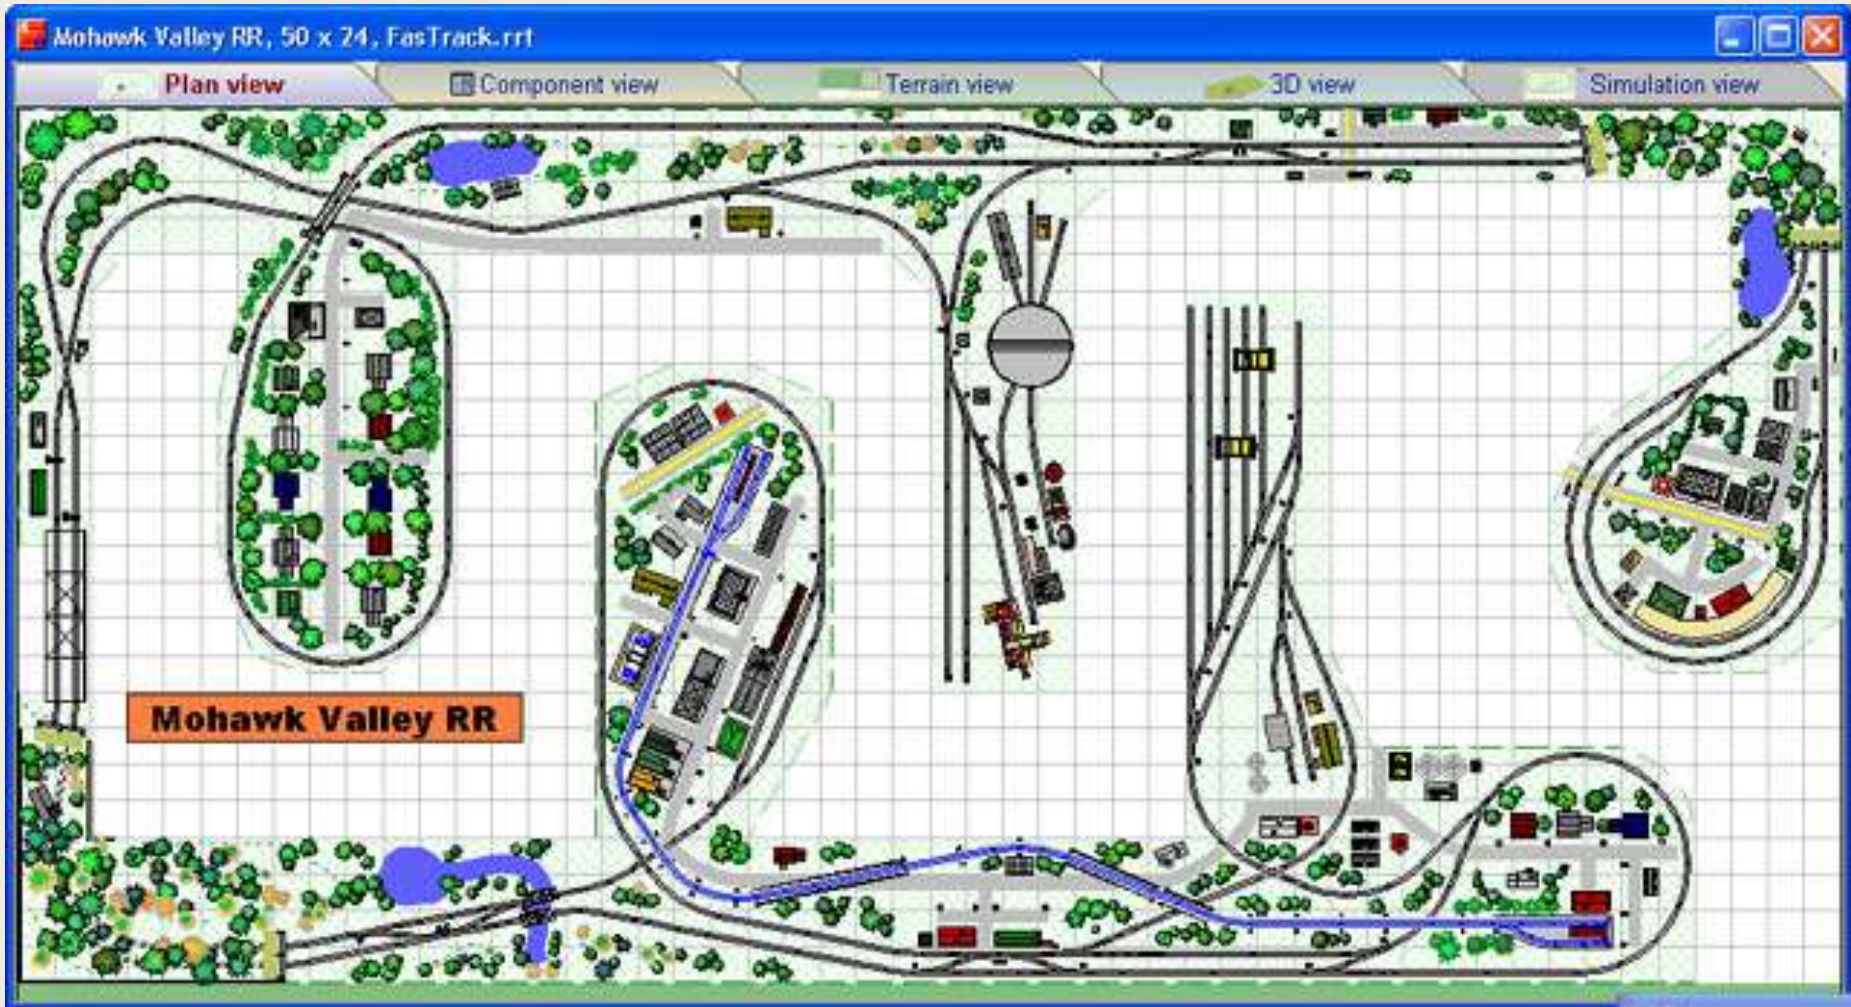 Mohawk Valley RR, 50 x 24, FasTrack.rrt
Plan view
Component view
Terrain view
3D view
Simulation view
Mohawk Valley RR